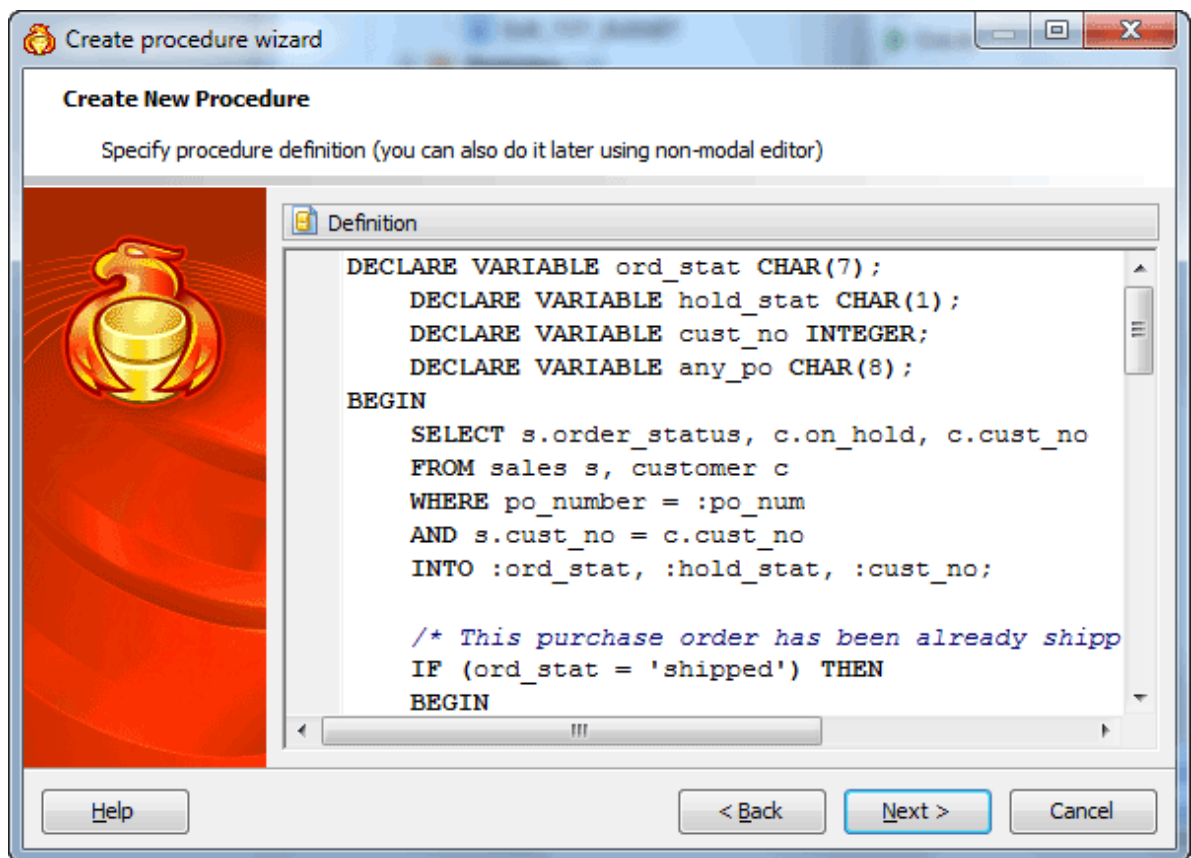 Create procedure wizard
Create New Procedure
Specify procedure definition (you can also do it later using non-modal editor)
Definition
DECLARE VARIABLE ord_stat CHAR(7);
DECLARE VARIABLE hold_stat CHAR(1);
DECLARE VARIABLE cust_no INTEGER;
DECLARE VARIABLE any_po CHAR(8);
BEGIN
SELECT s.order_status, c.on_hold, c.cust_no
FROM sales s, customer c
WHERE po_number = :po_num
AND s.cust_no = c.cust_no
INTO :ord_stat, :hold_stat, :cust_no;
/* This purchase order has been already shipp
IF (ord_stat = 'shipped') THEN
BEGIN
Help
< Back
Next >
Cancel